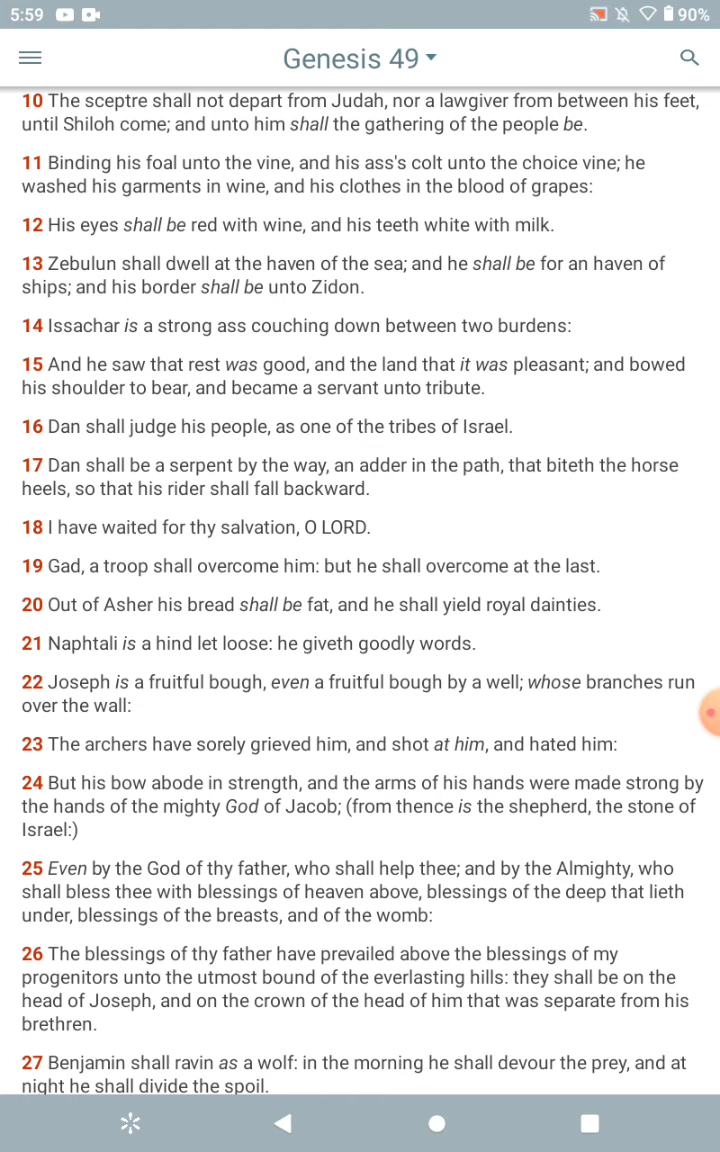 5:59
90%
Genesis 49
10 The sceptre shall not depart from Judah, nor a lawgiver from between his feet,
until Shiloh come; and unto him shall the gathering of the people be.
11 Binding his foal unto the vine, and his ass's colt unto the choice vine; he
washed his garments in wine, and his clothes in the blood of grapes:
12 His eyes shall be red with wine, and his teeth white with milk.
13 Zebulun shall dwell at the haven of the sea; and he shall be for an haven of
ships; and his border shall be unto Zidon.
14 Issachar is a strong ass couching down between two burdens:
15 And he saw that rest was good, and the land that it was pleasant; and bowed
his shoulder to bear, and became a servant unto tribute.
16 Dan shall judge his people, as one of the tribes of Israel.
17 Dan shall be a serpent by the way, an adder in the path, that biteth the horse
heels, so that his rider shall fall backward.
18 I have waited for thy salvation, O LORD.
19 Gad, a troop shall overcome him: but he shall overcome at the last.
20 Out of Asher his bread shall be fat, and he shall yield royal dainties.
21 Naphtali is a hind let loose: he giveth goodly words.
22 Joseph is a fruitful bough, even a fruitful bough by a well; whose branches run
over the wall:
23 The archers have sorely grieved him, and shot at him, and hated him:
24 But his bow abode in strength, and the arms of his hands were made strong by
the hands of the mighty God of Jacob; (from thence is the shepherd, the stone of
Israel:)
25 Even by the God of thy father, who shall help thee; and by the Almighty, who
shall bless thee with blessings of heaven above, blessings of the deep that lieth
under, blessings of the breasts, and of the womb:
26 The blessings of thy father have prevailed above the blessings of my
progenitors unto the utmost bound of the everlasting hills: they shall be on the
head of Joseph, and on the crown of the head of him that was separate from his
brethren.
27 Benjamin shall ravin as a wolf: in the morning he shall devour the prey, and at
night he shall divide the spoil.